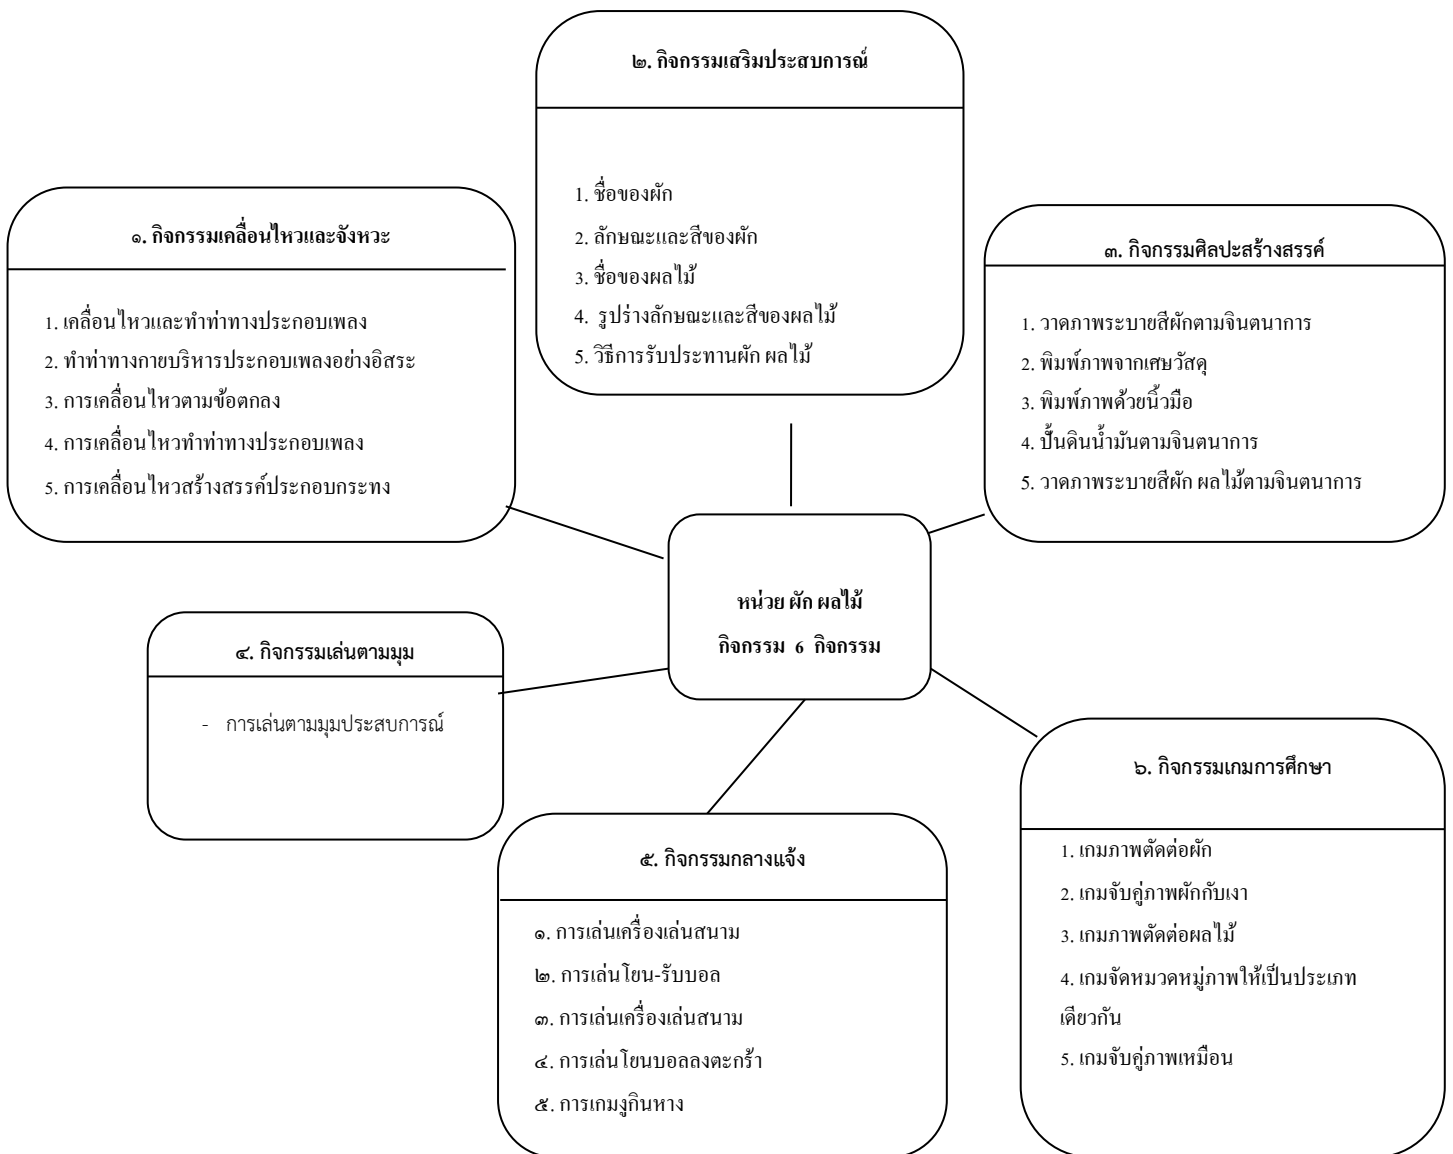 ๒. กิจกรรมเสริมประสบการณ์
1. ชื่อของผัก
2. ลักษณะและสีของผัก
3. ชื่อของผลไม้
4. รูปร่างลักษณะและสีของผลไม้
5. วิธีการรับประทานผัก ผลไม้
๑. กิจกรรมเคลื่อนไหวและจังหวะ
1. เคลื่อนไหวและทำท่าทางประกอบเพลง
2. ทำท่าทางกายบริหารประกอบเพลงอย่างอิสระ
3. การเคลื่อนไหวตามข้อตกลง
4. การเคลื่อนไหวทำท่าทางประกอบเพลง
5. การเคลื่อนไหวสร้างสรรค์ประกอบกระทง
๓. กิจกรรมศิลปะสร้างสรรค์
1. วาดภาพระบายสีผักตามจินตนาการ
2. พิมพ์ภาพจากเศษวัสดุ
3. พิมพ์ภาพด้วยนิ้วมือ
4. ปั้นดินน้ำมันตามจินตนาการ
5. วาดภาพระบายสีผัก ผลไม้ตามจินตนาการ
หน่วย ผัก ผลไม้
กิจกรรม 6 กิจกรรม
๔. กิจกรรมเล่นตามมุม
- การเล่นตามมุมประสบการณ์
๕. กิจกรรมกลางแจ้ง
๑. การเล่นเครื่องเล่นสนาม
๒. การเล่นโยน-รับบอล
๓. การเล่นเครื่องเล่นสนาม
๔. การเล่นโยนบอลลงตะกร้า
๕. การเกมงูกินหาง
๖. กิจกรรมเกมการศึกษา
1. เกมภาพตัดต่อผัก
2. เกมจับคู่ภาพผักกับเงา
3. เกมภาพตัดต่อผลไม้
4. เกมจัดหมวดหมู่ภาพให้เป็นประเภท
เดียวกัน
5. เกมจับคู่ภาพเหมือน